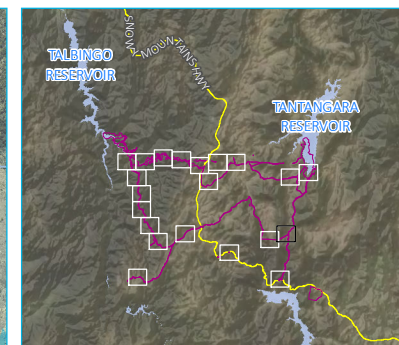 SNOWY MOUNTAINS HWY
TALBINGO
RESERVOIR
TANTANGARA
RESERVOIR